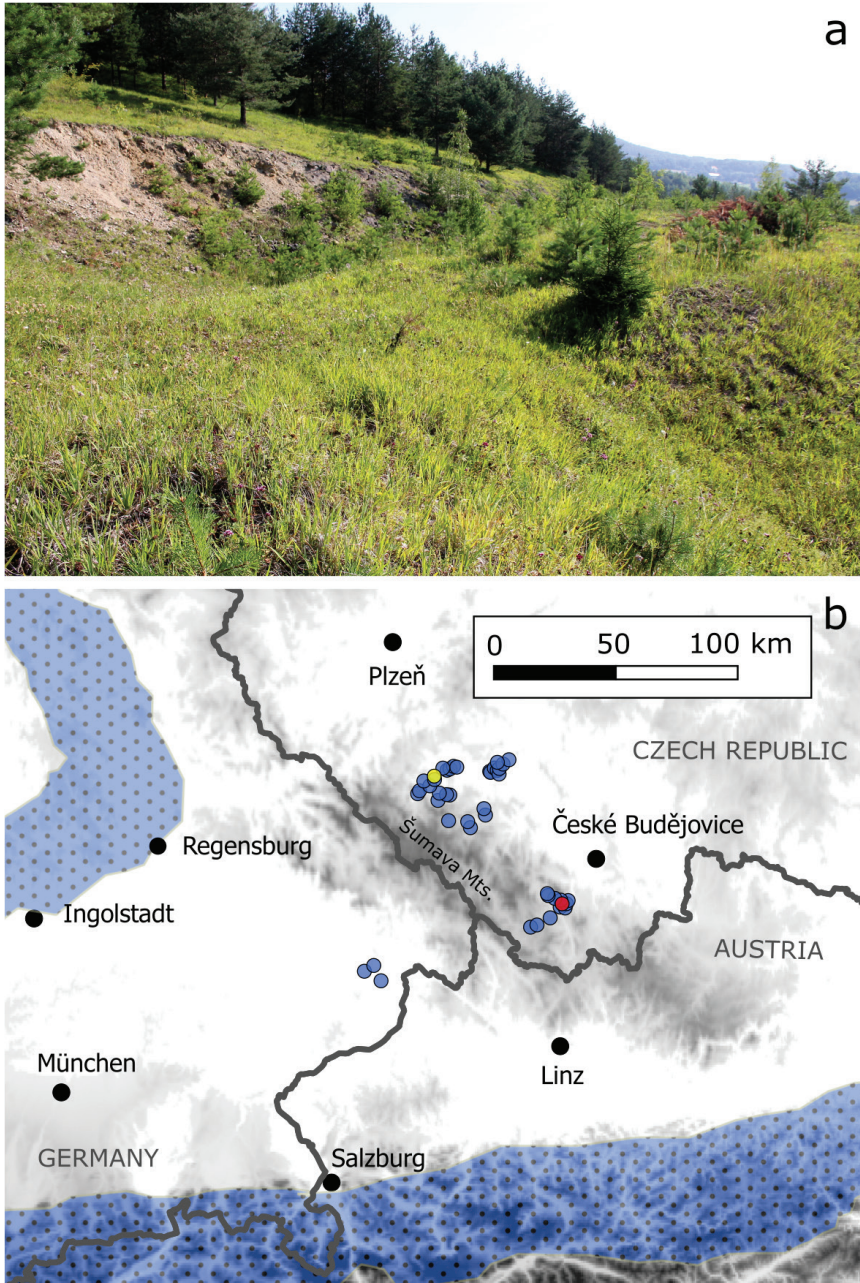 a
b
0 50 100 km
Plzeň
CZECH REPUBLIC
Šumava Mts.
České Budějovice
Regensburg
Ingolstadt
AUSTRIA
München
Linz
GERMANY
Salzburg